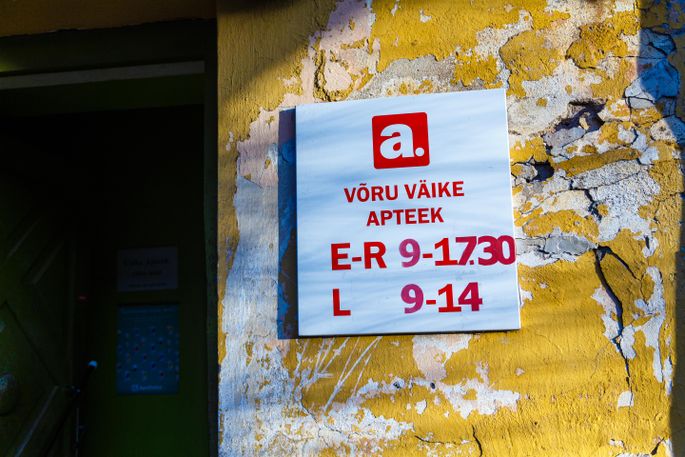 a.
VÕRU VÄIKE
APTEEK
E-R 9-17.30
L 9-14